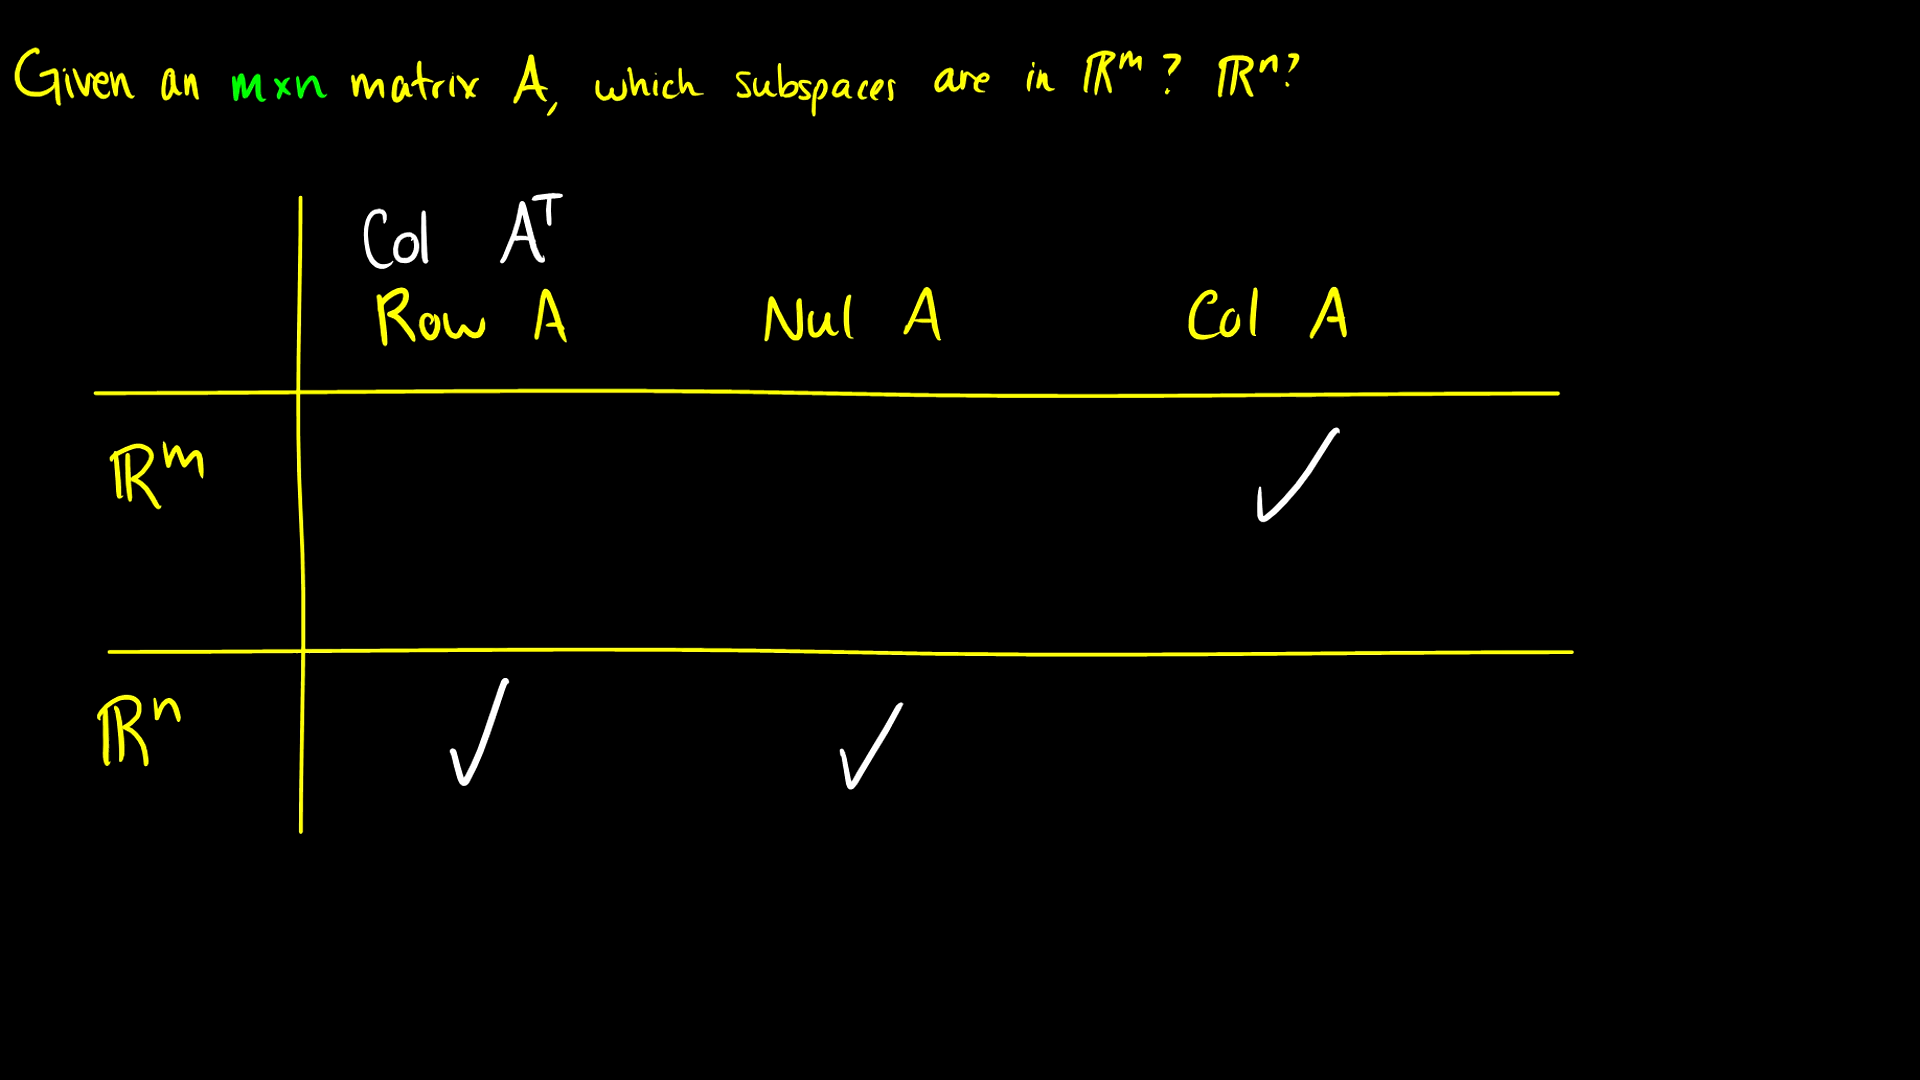 Given an m×n matrix A, which subspaces are in ℝᵐ? ℝⁿ?
Col Aᵀ
Row A Nul A Col A
ℝᵐ ✓
ℝⁿ ✓ ✓